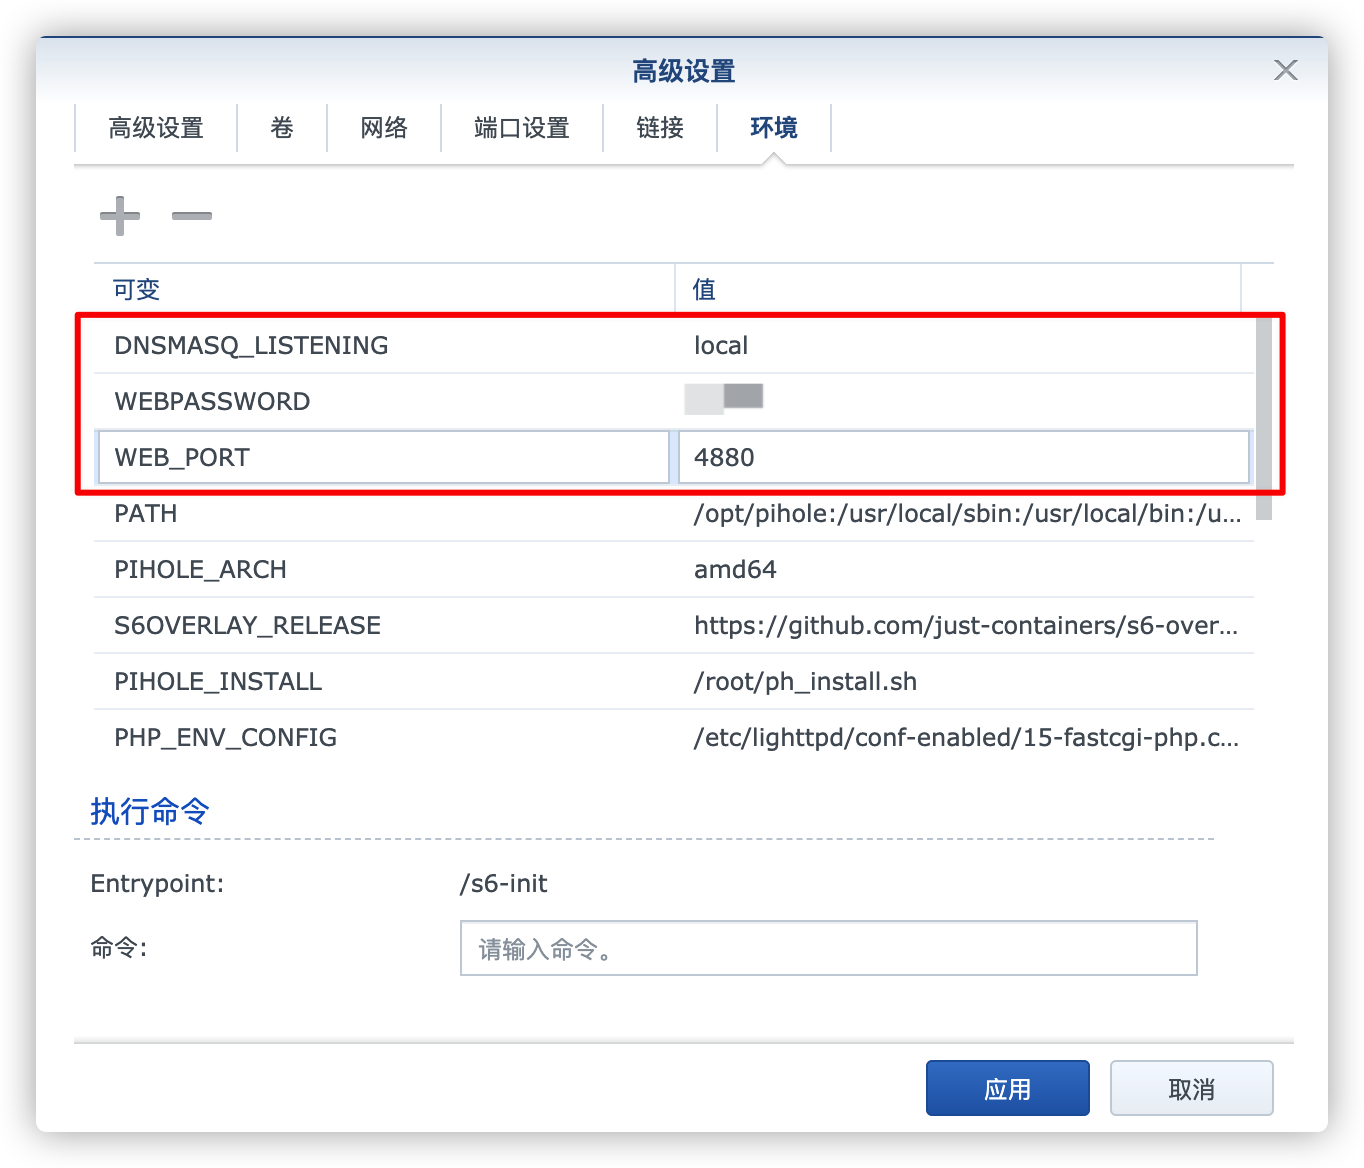 高级设置
高级设置 卷 网络 端口设置 链接 环境
可变 值
DNSMASQ_LISTENING local
WEBPASSWORD
WEB_PORT 4880
PATH /opt/pihole:/usr/local/sbin:/usr/local/bin:/u...
PIHOLE_ARCH amd64
S6OVERLAY_RELEASE https://github.com/just-containers/s6-over...
PIHOLE_INSTALL /root/ph_install.sh
PHP_ENV_CONFIG /etc/lighttpd/conf-enabled/15-fastcgi-php.c...
执行命令
Entrypoint: /s6-init
命令: 请输入命令。
应用 取消